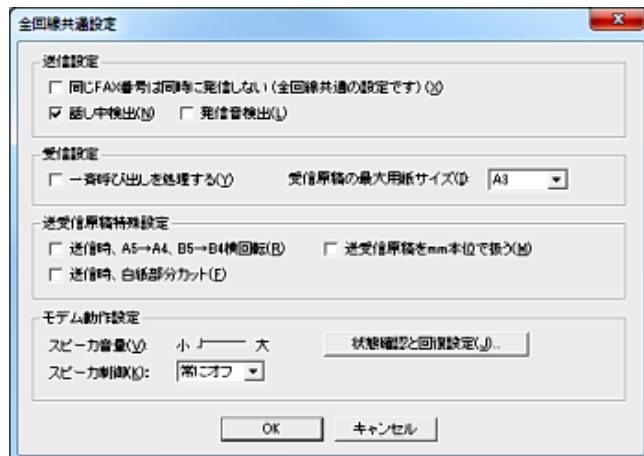 全回線共通設定
送信設定
同じFAX番号は同時に発信しない(全回線共通の設定です)(X)
話し中検出(N) 発信音検出(L)
受信設定
一斉呼び出しを処理する(Y) 受信原稿の最大用紙サイズ(I): A3
送受信原稿特殊設定
送信時、A5→A4、B5→B4横回転(R) 送受信原稿をmm本位で扱う(M)
送信時、白紙部分カット(F)
モデム動作設定
スピーカ音量(V): 小 大 状態確認と回復設定(J)...
スピーカ制御(K): 常にオフ
OK キャンセル